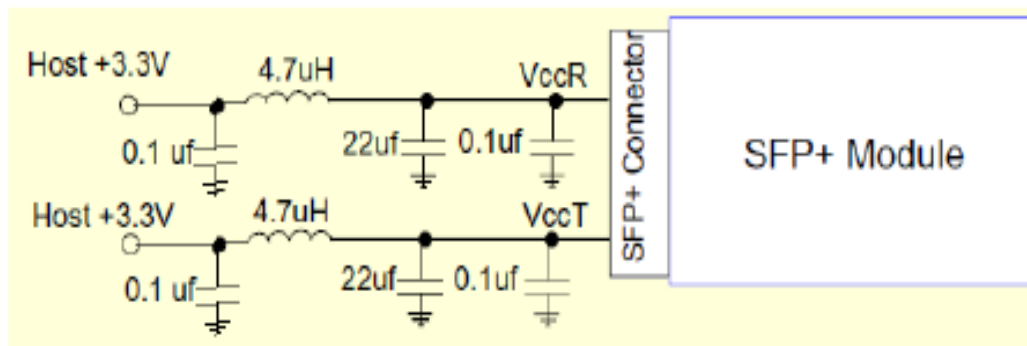 Host +3.3V
4.7uH
VccR
0.1 uf
22uf
0.1uf
Host +3.3V
4.7uH
VccT
0.1 uf
22uf
0.1uf
SFP+ Connector
SFP+ Module